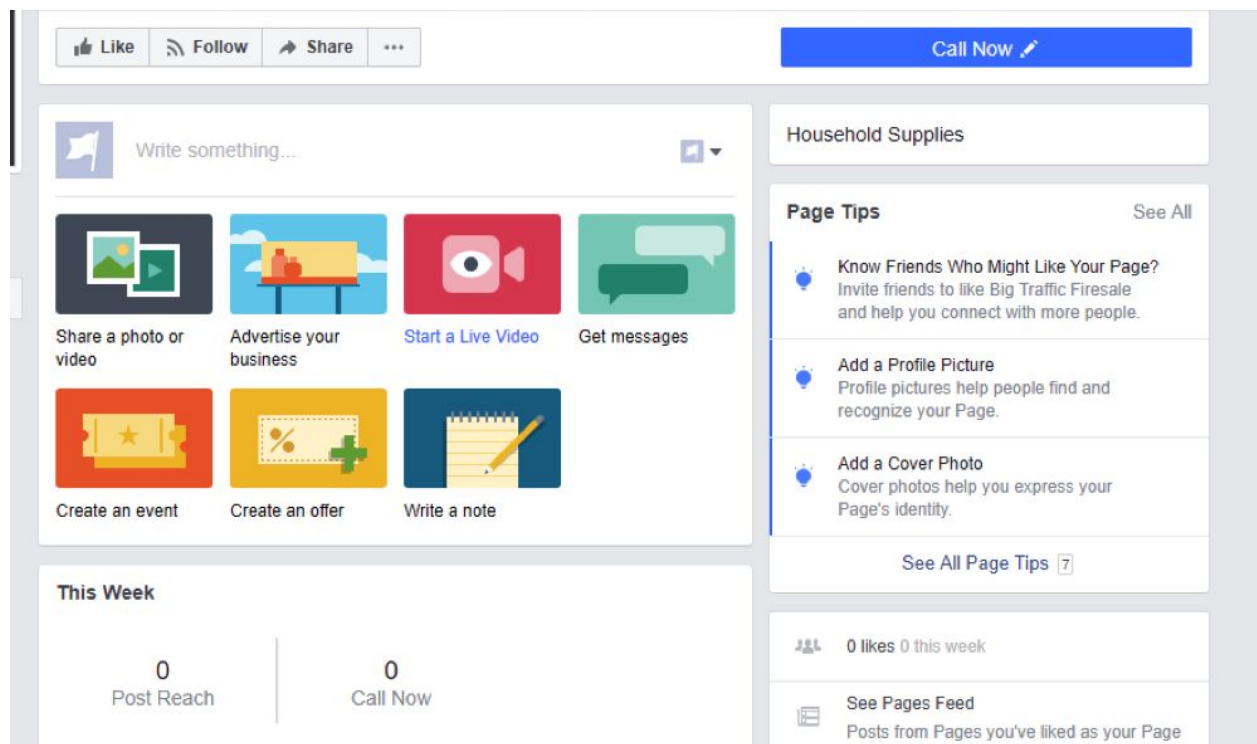 Like Follow Share ...
Call Now
Write something...
Share a photo or
video
Advertise your
business
Start a Live Video
Get messages
%
Create an event
Create an offer
Write a note
This Week
0
Post Reach
0
Call Now
Household Supplies
Page Tips See All
Know Friends Who Might Like Your Page?
Invite friends to like Big Traffic Firesale
and help you connect with more people.
Add a Profile Picture
Profile pictures help people find and
recognize your Page.
Add a Cover Photo
Cover photos help you express your
Page's identity.
See All Page Tips 7
0 likes 0 this week
See Pages Feed
Posts from Pages you've liked as your Page